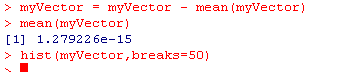 > myVector = myVector - mean(myVector)
> mean(myVector)
[1] 1.279226e-15
> hist(myVector,breaks=50)
>